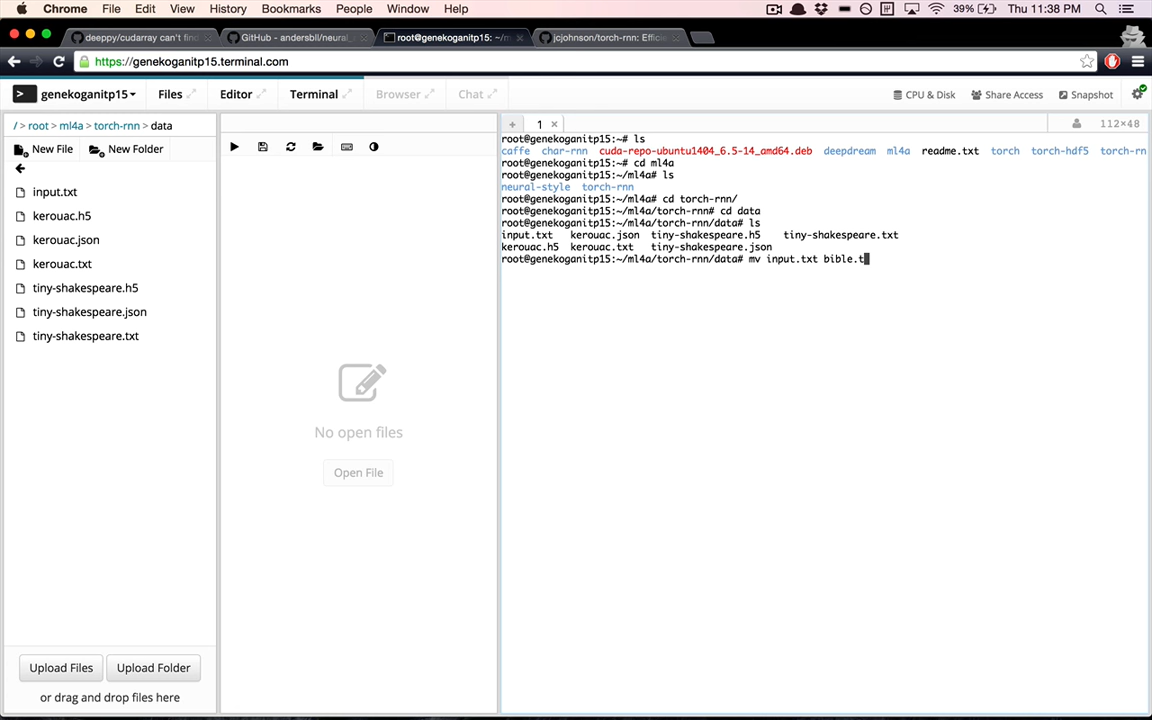 Chrome File Edit View History Bookmarks People Window Help 39% Thu 11:38 PM
deeppy/cudarray can't find GitHub - andersbll/neural_ root@genekoganitp15: ~/m jcjohnson/torch-rnn: Efficie
https://genekoganitp15.terminal.com
>_ genekoganitp15 Files Editor Terminal Browser Chat CPU & Disk Share Access Snapshot
/ > root > ml4a > torch-rnn > data
New File New Folder
input.txt
kerouac.h5
kerouac.json
kerouac.txt
tiny-shakespeare.h5
tiny-shakespeare.json
tiny-shakespeare.txt
Upload Files Upload Folder
or drag and drop files here
No open files
Open File
+ 1 × 112×48
root@genekoganitp15:~# ls
caffe char-rnn cuda-repo-ubuntu1404_6.5-14_amd64.deb deepdream ml4a readme.txt torch torch-hdf5 torch-rn
root@genekoganitp15:~# cd ml4a
root@genekoganitp15:~/ml4a# ls
neural-style torch-rnn
root@genekoganitp15:~/ml4a# cd torch-rnn/
root@genekoganitp15:~/ml4a/torch-rnn# cd data
root@genekoganitp15:~/ml4a/torch-rnn/data# ls
input.txt kerouac.json tiny-shakespeare.h5 tiny-shakespeare.txt
kerouac.h5 kerouac.txt tiny-shakespeare.json
root@genekoganitp15:~/ml4a/torch-rnn/data# mv input.txt bible.t